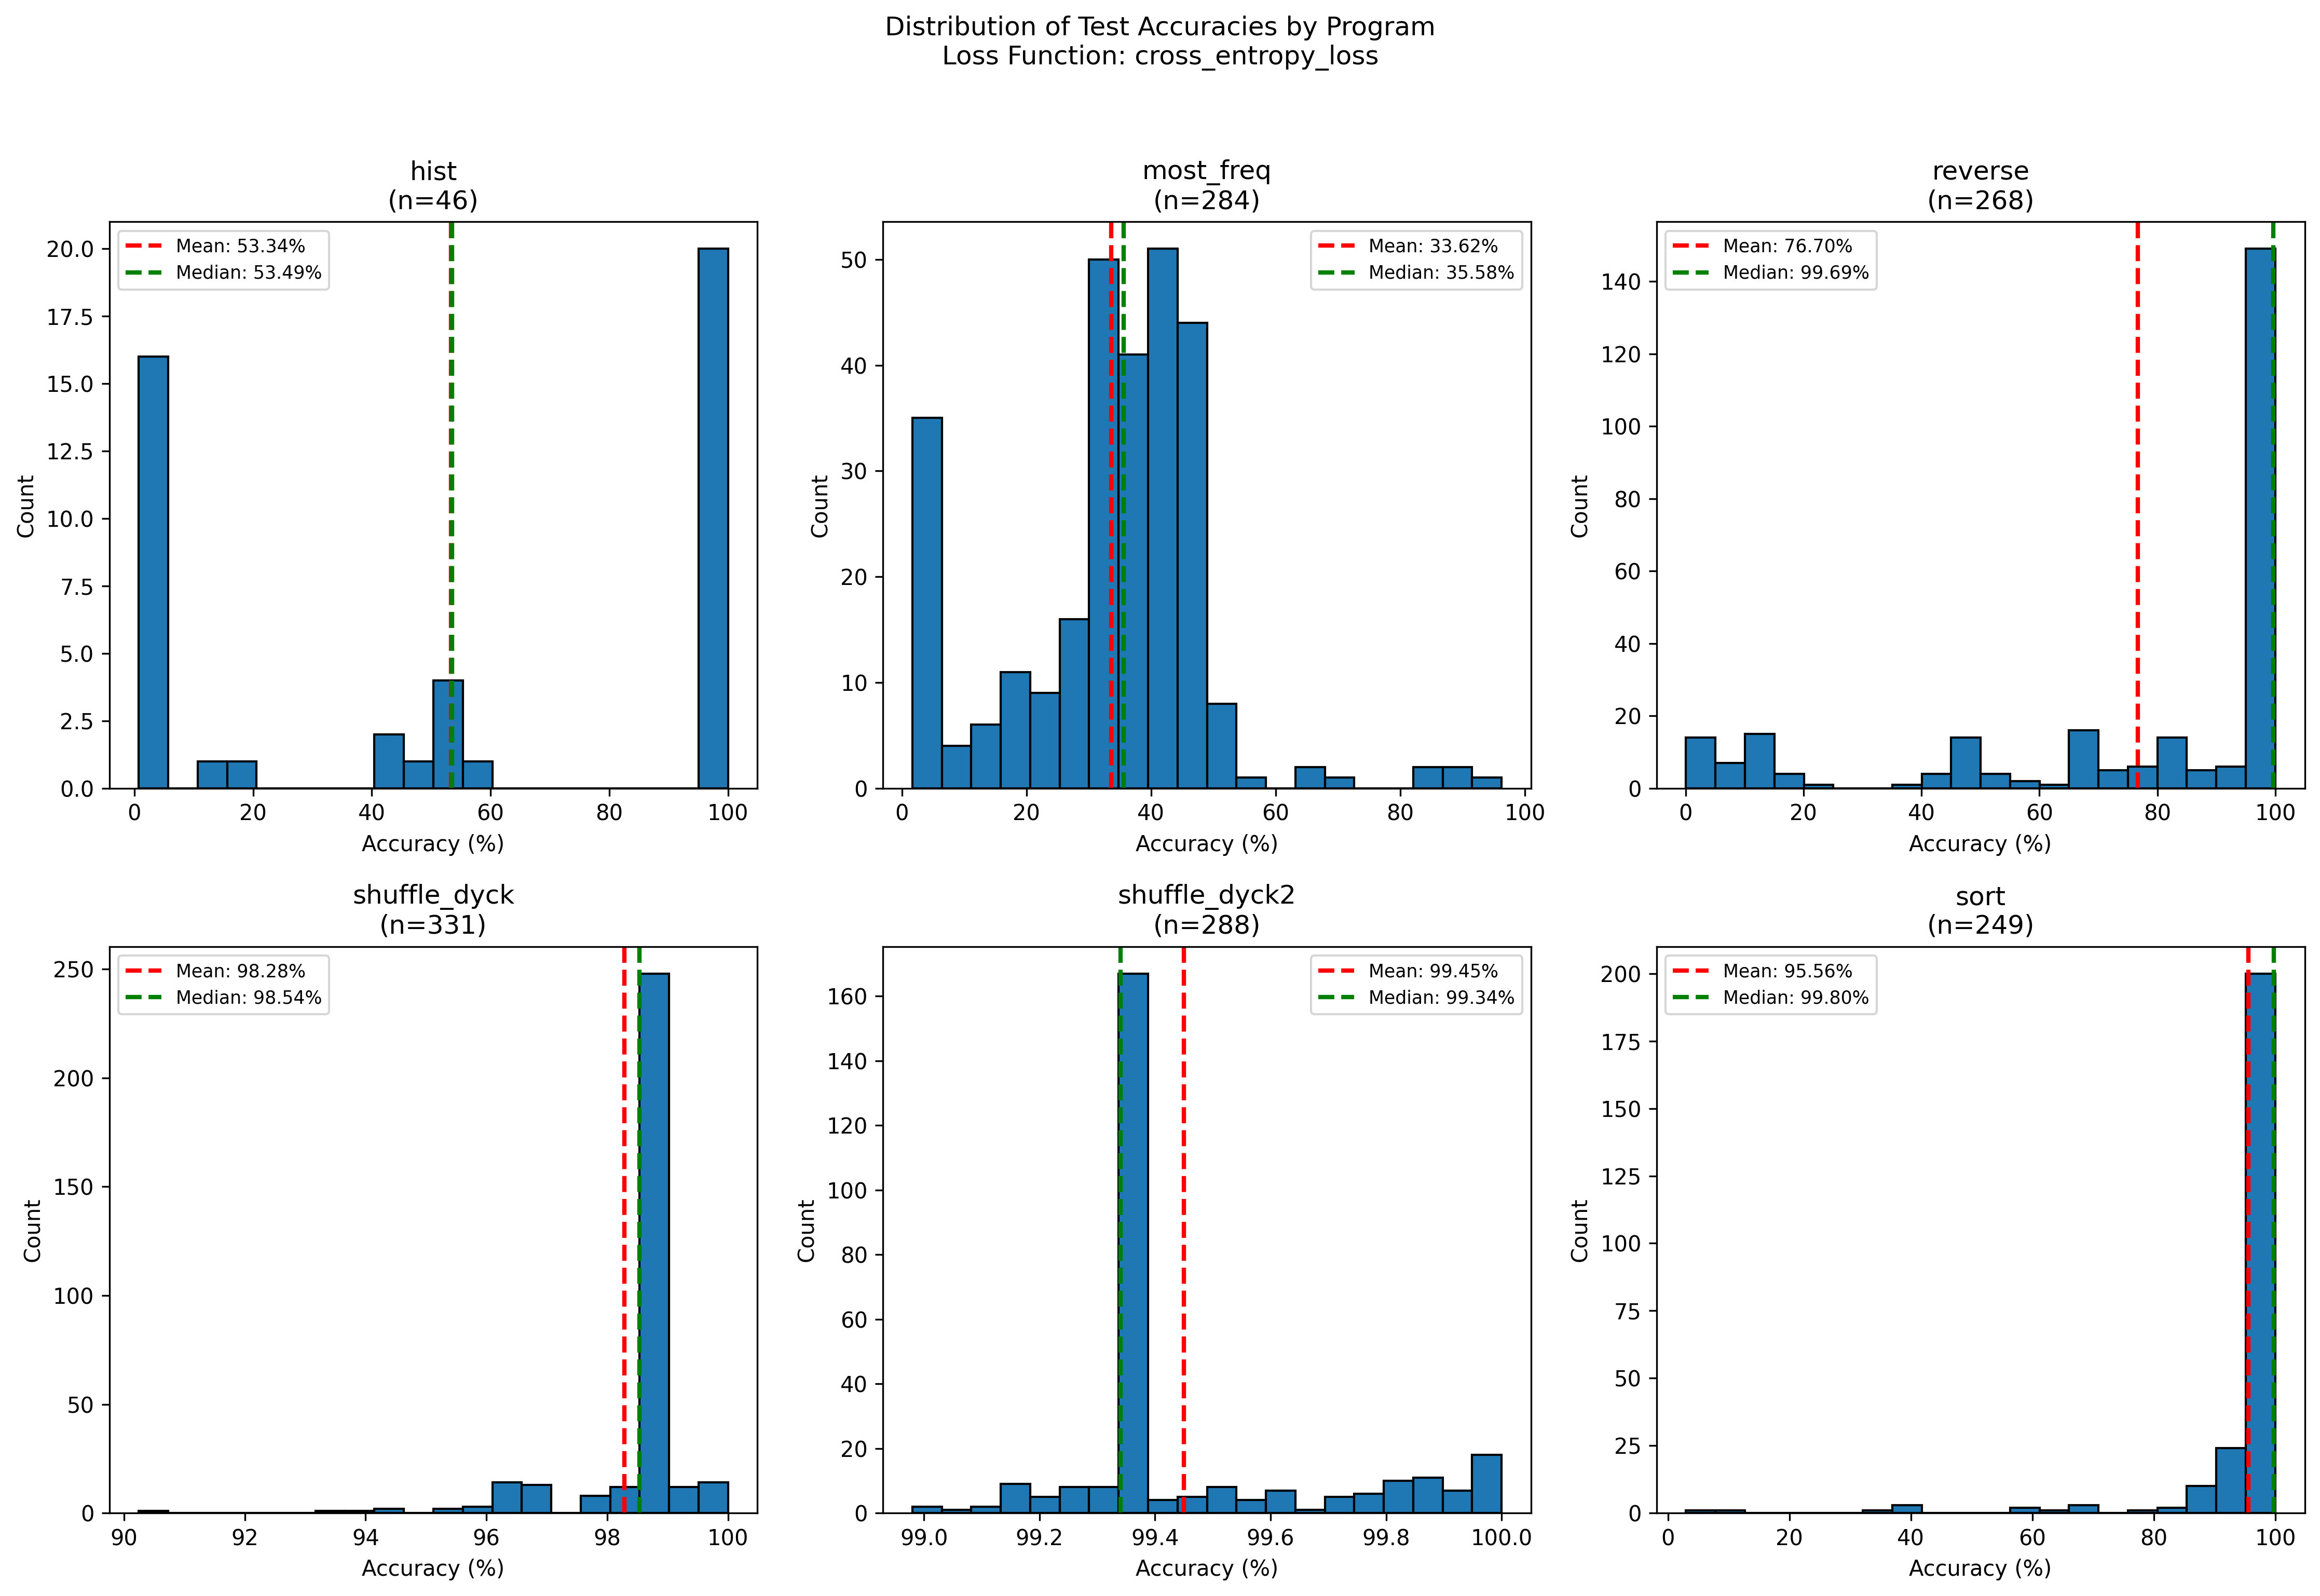 Distribution of Test Accuracies by Program
Loss Function: cross_entropy_loss
hist
(n=46)
Mean: 53.34%
Median: 53.49%
20.0
17.5
15.0
12.5
10.0
7.5
5.0
2.5
0.0
Count
0 20 40 60 80 100
Accuracy (%)
most_freq
(n=284)
Mean: 33.62%
Median: 35.58%
50
40
30
20
10
0
Count
0 20 40 60 80 100
Accuracy (%)
reverse
(n=268)
Mean: 76.70%
Median: 99.69%
140
120
100
80
60
40
20
0
Count
0 20 40 60 80 100
Accuracy (%)
shuffle_dyck
(n=331)
Mean: 98.28%
Median: 98.54%
250
200
150
100
50
0
Count
90 92 94 96 98 100
Accuracy (%)
shuffle_dyck2
(n=288)
Mean: 99.45%
Median: 99.34%
160
140
120
100
80
60
40
20
0
Count
99.0 99.2 99.4 99.6 99.8 100.0
Accuracy (%)
sort
(n=249)
Mean: 95.56%
Median: 99.80%
200
175
150
125
100
75
50
25
0
Count
0 20 40 60 80 100
Accuracy (%)